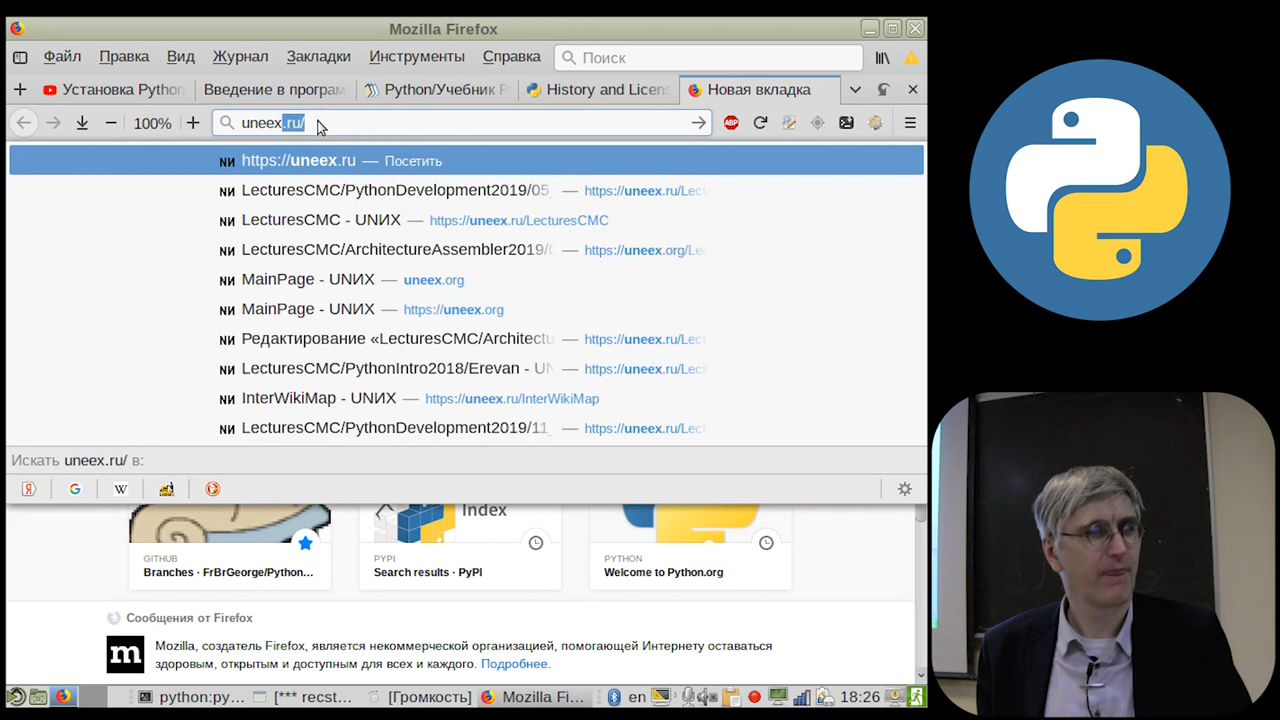 Mozilla Firefox
Файл Правка Вид Журнал Закладки Инструменты Справка Поиск
Установка Python Введение в програм Python/Учебник P History and Licens Новая вкладка
100% uneex.ru/
https://uneex.ru — Посетить
LecturesCMC/PythonDevelopment2019/05_ — https://uneex.ru/Lect
LecturesCMC - UNИX — https://uneex.ru/LecturesCMC
LecturesCMC/ArchitectureAssembler2019/ — https://uneex.org/Lec
MainPage - UNИX — uneex.org
MainPage - UNИX — https://uneex.org
Редактирование «LecturesCMC/Architectu — https://uneex.ru/Lect
LecturesCMC/PythonIntro2018/Erevan - UN — https://uneex.ru/Lect
InterWikiMap - UNИX — https://uneex.ru/InterWikiMap
LecturesCMC/PythonDevelopment2019/11_ — https://uneex.ru/Lect
Искать uneex.ru/ в:
Index
GITHUB PYPI PYTHON
Branches · FrBrGeorge/Python... Search results · PyPI Welcome to Python.org
Сообщения от Firefox
Mozilla, создатель Firefox, является некоммерческой организацией, помогающей Интернету оставаться
здоровым, открытым и доступным для всех и каждого. Подробнее.
python:py... [*** recst... [Громкость] Mozilla Fi... en 18:26